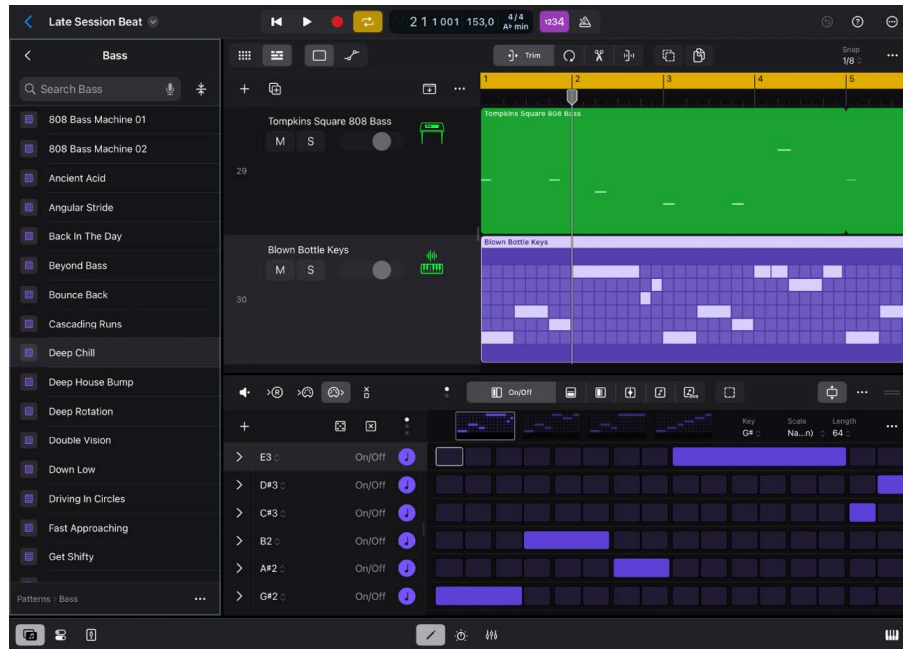 Late Session Beat
2 1 1 001 153,0 4/4 A♭ min 1234
Bass
Trim
Snap
1/8
Search Bass
1 2 3 4 5
808 Bass Machine 01
808 Bass Machine 02
Ancient Acid
Angular Stride
Back In The Day
Beyond Bass
Bounce Back
Cascading Runs
Deep Chill
Deep House Bump
Deep Rotation
Double Vision
Down Low
Driving In Circles
Fast Approaching
Get Shifty
Patterns > Bass
29
Tompkins Square 808 Bass
M S
Tompkins Square 808 Bass
30
Blown Bottle Keys
M S
Blown Bottle Keys
On/Off
Key Scale Length
G# Na...n) 64
E3 On/Off
D#3 On/Off
C#3 On/Off
B2 On/Off
A#2 On/Off
G#2 On/Off